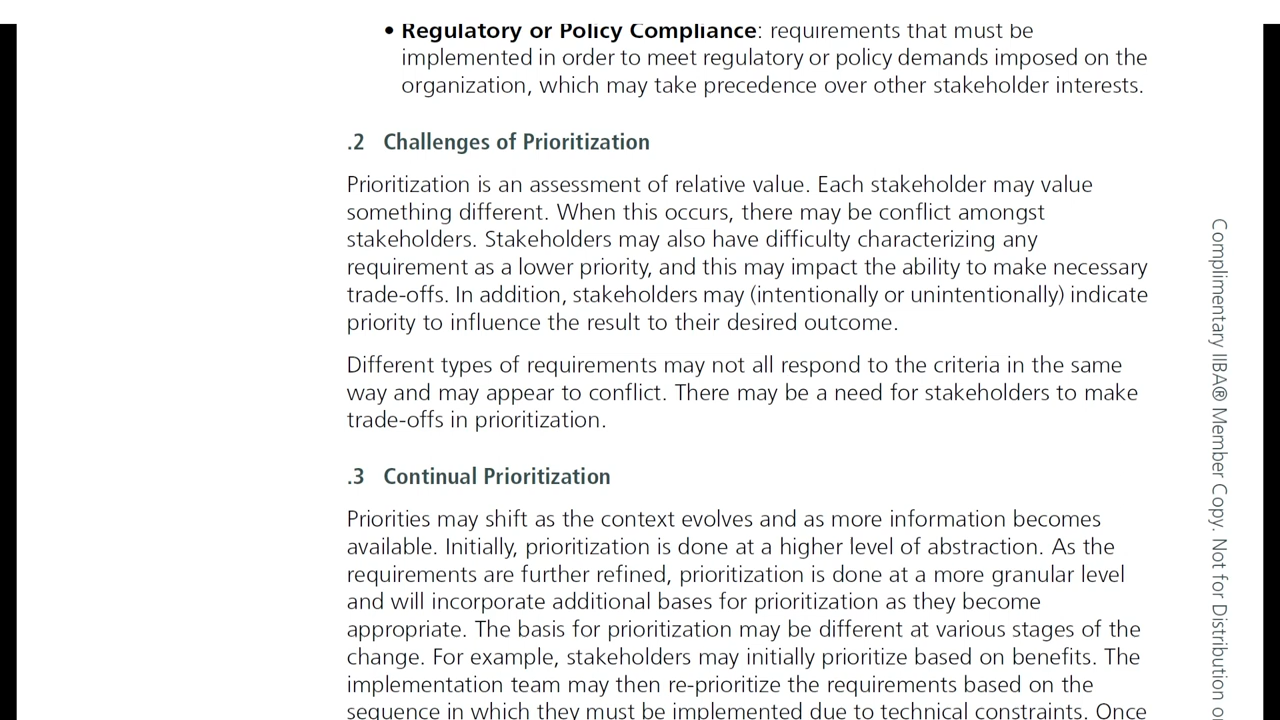 • Regulatory or Policy Compliance: requirements that must be
implemented in order to meet regulatory or policy demands imposed on the
organization, which may take precedence over other stakeholder interests.
.2 Challenges of Prioritization
Prioritization is an assessment of relative value. Each stakeholder may value
something different. When this occurs, there may be conflict amongst
stakeholders. Stakeholders may also have difficulty characterizing any
requirement as a lower priority, and this may impact the ability to make necessary
trade-offs. In addition, stakeholders may (intentionally or unintentionally) indicate
priority to influence the result to their desired outcome.
Different types of requirements may not all respond to the criteria in the same
way and may appear to conflict. There may be a need for stakeholders to make
trade-offs in prioritization.
.3 Continual Prioritization
Priorities may shift as the context evolves and as more information becomes
available. Initially, prioritization is done at a higher level of abstraction. As the
requirements are further refined, prioritization is done at a more granular level
and will incorporate additional bases for prioritization as they become
appropriate. The basis for prioritization may be different at various stages of the
change. For example, stakeholders may initially prioritize based on benefits. The
implementation team may then re-prioritize the requirements based on the
sequence in which they must be implemented due to technical constraints. Once
Complimentary IIBA® Member Copy. Not for Distribution o